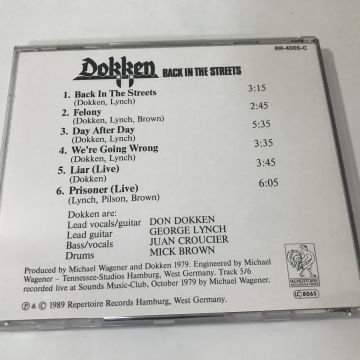 RR-4005-C
Dokken BACK IN THE STREETS
1. Back In The Streets 3:15
(Dokken, Lynch)
2. Felony 2:45
(Dokken, Lynch, Brown)
3. Day After Day 5:35
(Dokken, Lynch)
4. We're Going Wrong 5:35
(Dokken, Lynch)
5. Liar (Live) 3:45
(Dokken)
6. Prisoner (Live) 6:05
(Lynch, Pilson, Brown)
Dokken are:
Lead vocals/guitar DON DOKKEN
Lead guitar GEORGE LYNCH
Bass/vocals JUAN CROUCIER
Drums MICK BROWN
Produced by Michael Wagener and Dokken 1979. Engineered by Michael
Wagener – Tennessee-Studios Hamburg, West Germany. Track 5/6
recorded live at Sounds Music-Club, October 1979 by Michael Wagener.
℗ & © 1989 Repertoire Records Hamburg, West Germany.
REPERTOIRE
LC 8065